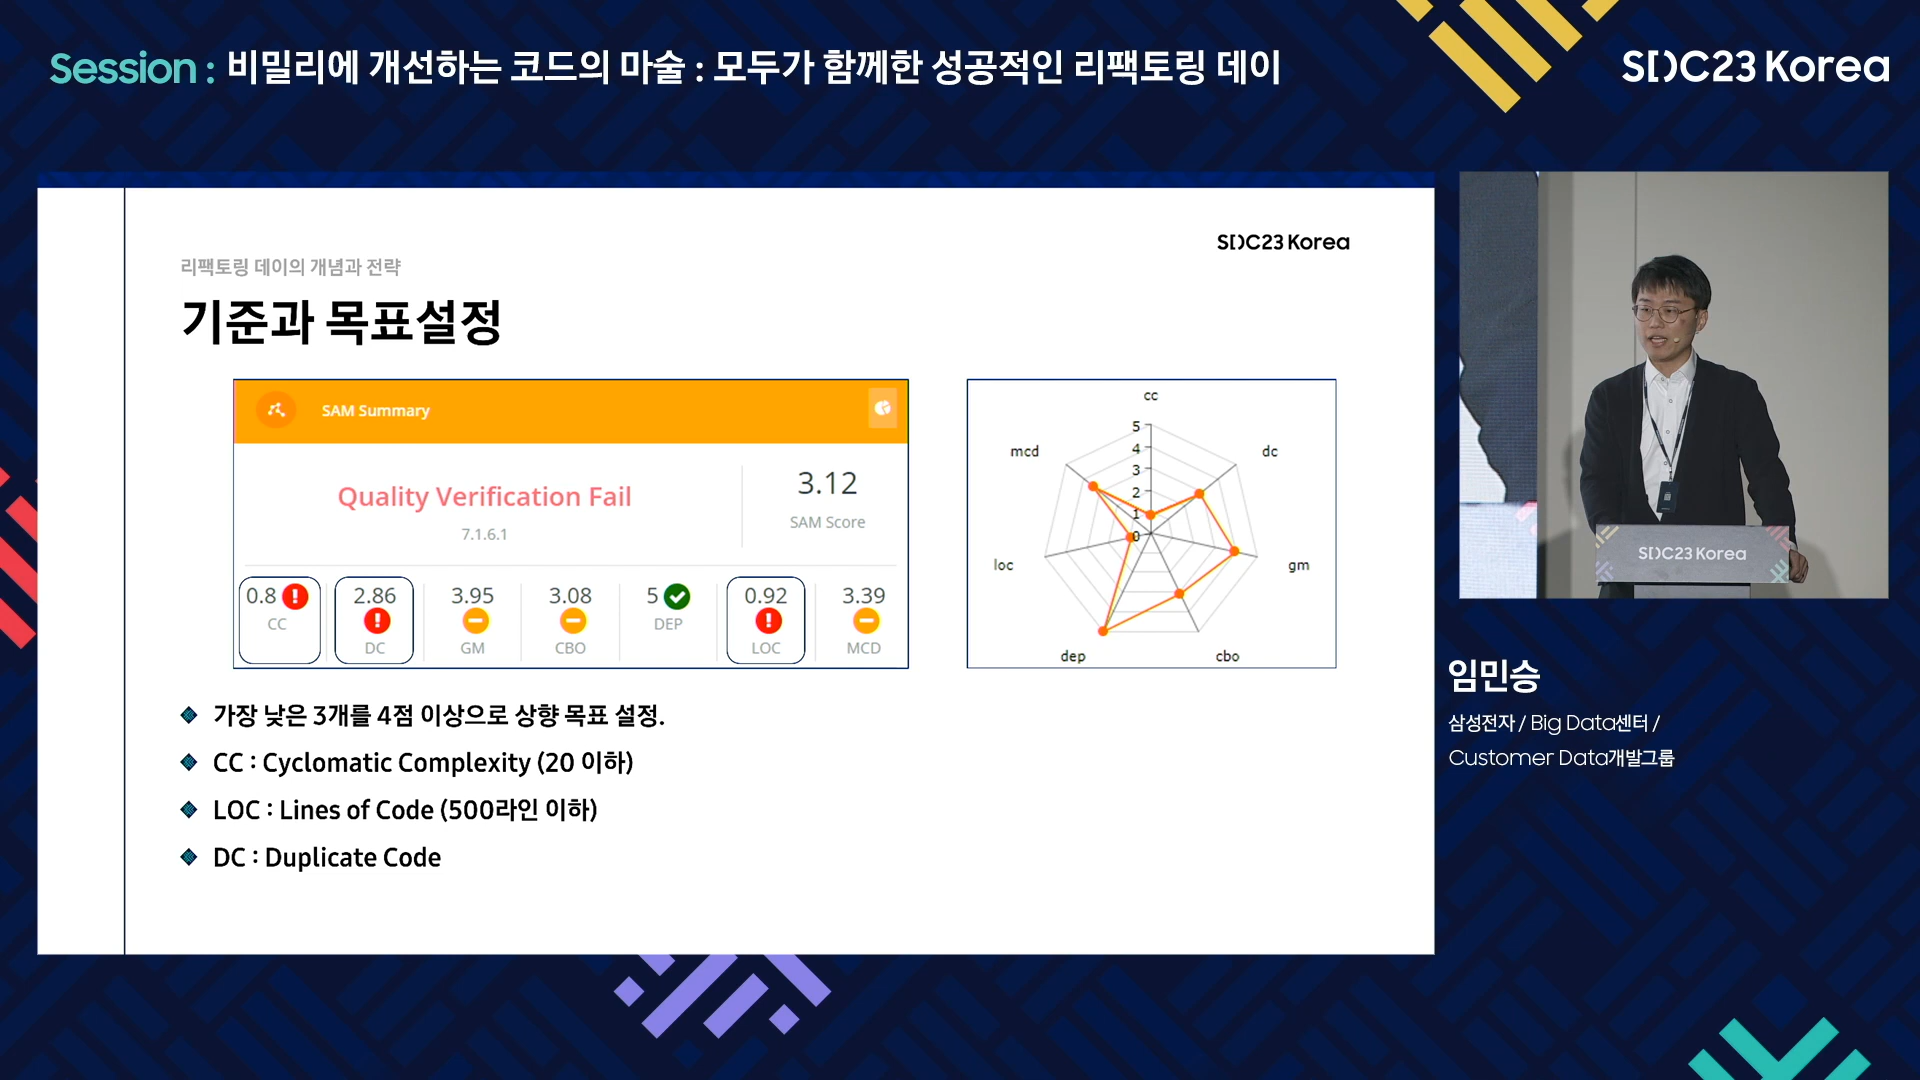 Session : 비밀리에 개선하는 코드의 마술 : 모두가 함께한 성공적인 리팩토링 데이
SDC23 Korea
SDC23 Korea
리팩토링 데이의 개념과 전략
기준과 목표설정
SAM Summary
Quality Verification Fail
7.1.6.1
3.12
SAM Score
0.8
CC
2.86
DC
3.95
GM
3.08
CBO
5
DEP
0.92
LOC
3.39
MCD
cc
dc
gm
cbo
dep
loc
mcd
5
4
3
2
1
0
가장 낮은 3개를 4점 이상으로 상향 목표 설정.
CC : Cyclomatic Complexity (20 이하)
LOC : Lines of Code (500라인 이하)
DC : Duplicate Code
SDC23 Korea
임민승
삼성전자 / Big Data센터 /
Customer Data개발그룹